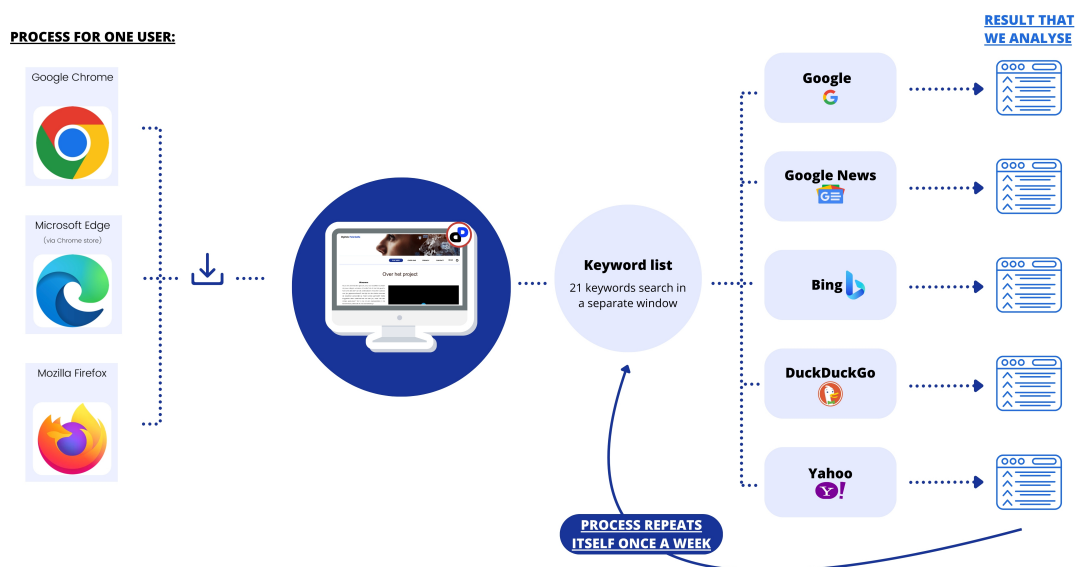 PROCESS FOR ONE USER:
Google Chrome
Microsoft Edge
(via Chrome store)
Mozilla Firefox
Over het project
Keyword list
21 keywords search in
a separate window
Google
Google News
Bing
DuckDuckGo
Yahoo
RESULT THAT
WE ANALYSE
PROCESS REPEATS
ITSELF ONCE A WEEK